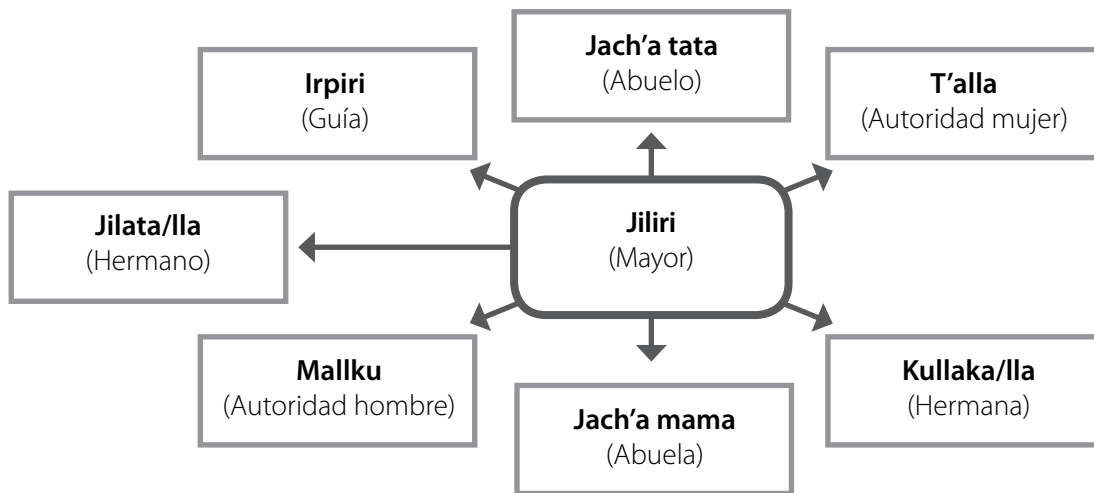 Jach'a tata
(Abuelo)
Irpiri
(Guía)
T'alla
(Autoridad mujer)
Jilata/lla
(Hermano)
Jiliri
(Mayor)
Mallku
(Autoridad hombre)
Kullaka/lla
(Hermana)
Jach'a mama
(Abuela)